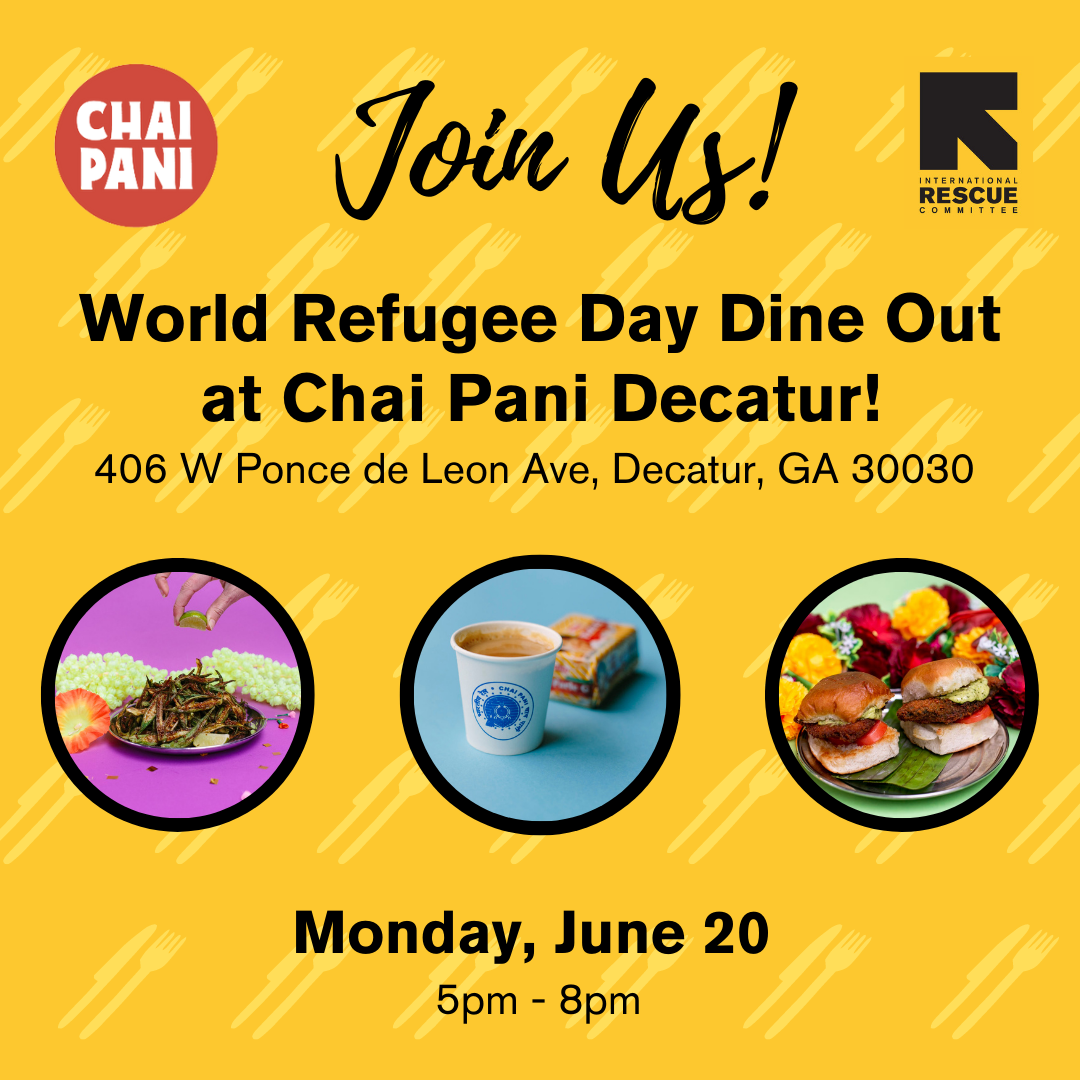 CHAI
PANI
Join Us!
INTERNATIONAL
RESCUE
COMMITTEE
World Refugee Day Dine Out
at Chai Pani Decatur!
406 W Ponce de Leon Ave, Decatur, GA 30030
CHAI PANI
Monday, June 20
5pm - 8pm